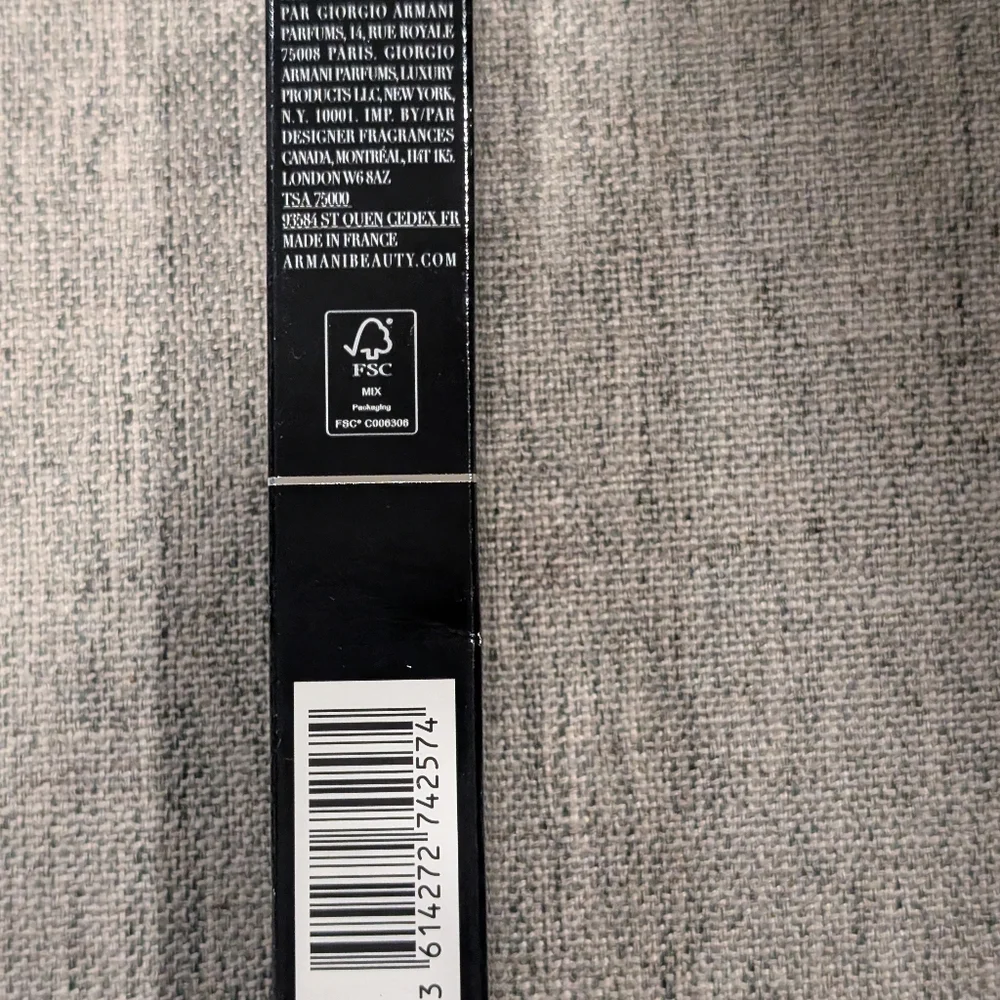 PAR GIORGIO ARMANI
PARFUMS, 14, RUE ROYALE
75008 PARIS. GIORGIO
ARMANI PARFUMS, LUXURY
PRODUCTS LLC, NEW YORK,
N.Y. 10001. IMP. BY/PAR
DESIGNER FRAGRANCES
CANADA, MONTRÉAL, H4T 1K5.
LONDON W6 8AZ
TSA 75000
93584 ST QUEN CEDEX FR
MADE IN FRANCE
ARMANIBEAUTY.COM
FSC
MIX
Packaging
FSC® C006306
3 614272 742574